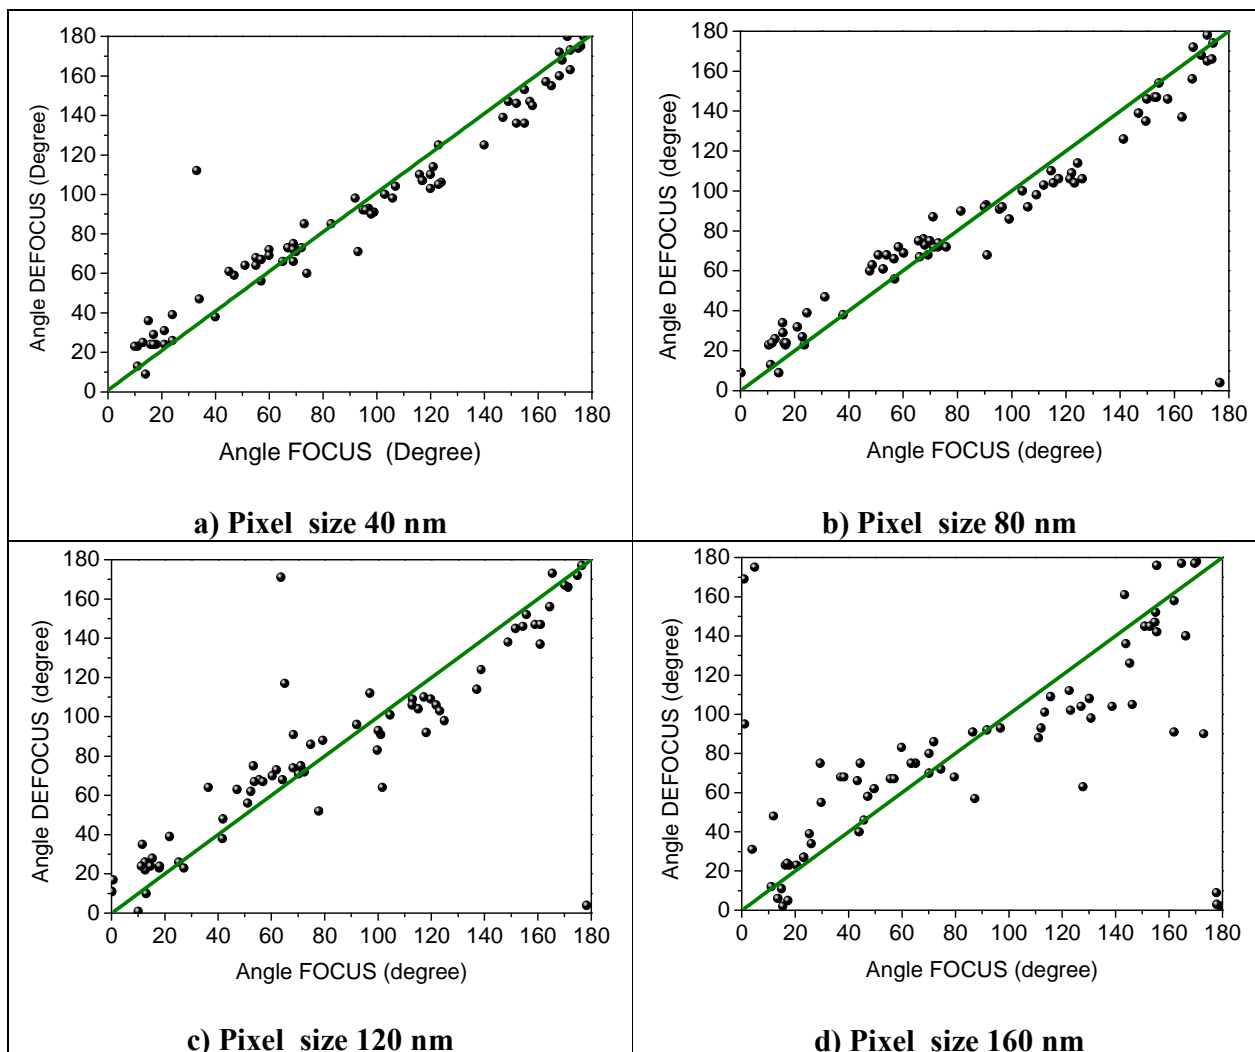 180
160
140
120
100
80
60
40
20
0
Angle DEFOCUS (Degree)
0 20 40 60 80 100 120 140 160 180
Angle FOCUS  (Degree)
a) Pixel  size 40 nm
180
160
140
120
100
80
60
40
20
0
Angle DEFOCUS (degree)
0 20 40 60 80 100 120 140 160 180
Angle FOCUS (degree)
b) Pixel  size 80 nm
180
160
140
120
100
80
60
40
20
0
Angle DEFOCUS (degree)
0 20 40 60 80 100 120 140 160 180
Angle FOCUS (degree)
c) Pixel  size 120 nm
180
160
140
120
100
80
60
40
20
0
Angle DEFOCUS (degree)
0 20 40 60 80 100 120 140 160 180
Angle FOCUS (degree)
d) Pixel  size 160 nm